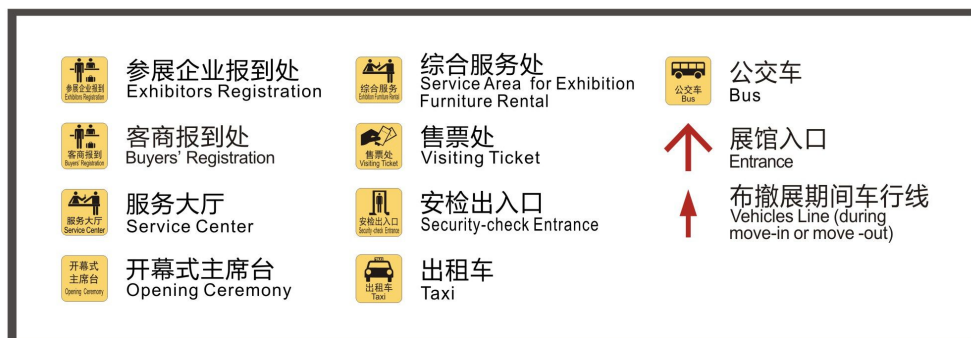 参展企业报到
Exhibitors Registration
参展企业报到处
Exhibitors Registration
客商报到
Buyers' Registration
客商报到处
Buyers' Registration
服务大厅
Service Center
服务大厅
Service Center
开幕式
主席台
Opening Ceremony
开幕式主席台
Opening Ceremony
综合服务
Exhibition Furniture Rental
综合服务处
Service Area for Exhibition
Furniture Rental
售票处
Visiting Ticket
售票处
Visiting Ticket
安检出入口
Security-check Entrance
安检出入口
Security-check Entrance
TAXI
出租车
Taxi
出租车
Taxi
公交车
Bus
公交车
Bus
展馆入口
Entrance
布撤展期间车行线
Vehicles Line (during
move-in or move -out)